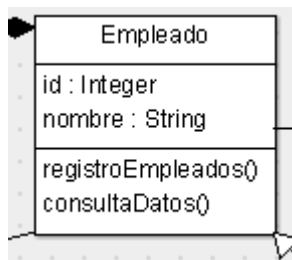 Empleado
id : Integer
nombre : String
registroEmpleados()
consultaDatos()